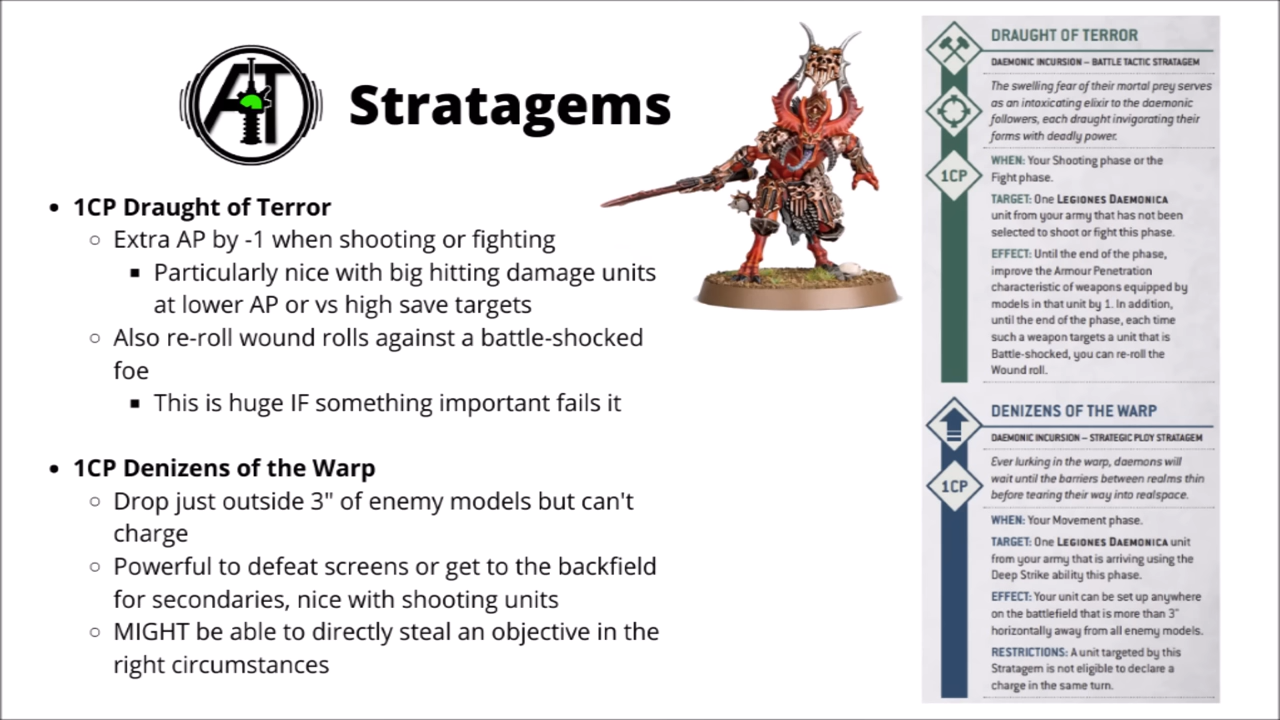 AT
Stratagems
• 1CP Draught of Terror
○ Extra AP by -1 when shooting or fighting
▪ Particularly nice with big hitting damage units
at lower AP or vs high save targets
○ Also re-roll wound rolls against a battle-shocked
foe
▪ This is huge IF something important fails it
• 1CP Denizens of the Warp
○ Drop just outside 3" of enemy models but can't
charge
○ Powerful to defeat screens or get to the backfield
for secondaries, nice with shooting units
○ MIGHT be able to directly steal an objective in the
right circumstances
DRAUGHT OF TERROR
DAEMONIC INCURSION – BATTLE TACTIC STRATAGEM
The swelling fear of their mortal prey serves
as an intoxicating elixir to the daemonic
followers, each draught invigorating their
forms with deadly power.
1CP
WHEN: Your Shooting phase or the
Fight phase.
TARGET: One LEGIONES DAEMONICA
unit from your army that has not been
selected to shoot or fight this phase.
EFFECT: Until the end of the phase,
improve the Armour Penetration
characteristic of weapons equipped by
models in that unit by 1. In addition,
until the end of the phase, each time
such a weapon targets a unit that is
Battle-shocked, you can re-roll the
Wound roll.
DENIZENS OF THE WARP
DAEMONIC INCURSION – STRATEGIC PLOY STRATAGEM
Ever lurking in the warp, daemons will
wait until the barriers between realms thin
before tearing their way into realspace.
1CP
WHEN: Your Movement phase.
TARGET: One LEGIONES DAEMONICA unit
from your army that is arriving using the
Deep Strike ability this phase.
EFFECT: Your unit can be set up anywhere
on the battlefield that is more than 3"
horizontally away from all enemy models.
RESTRICTIONS: A unit targeted by this
Stratagem is not eligible to declare a
charge in the same turn.